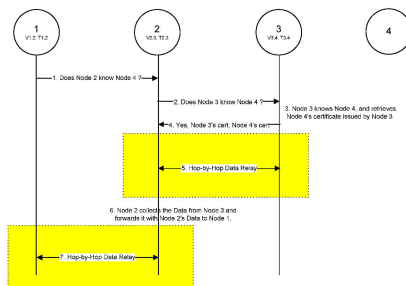 1
V1,2, T1,2
2
V2,3, T2,3
3
V3,4, T3,4
4
1. Does Node 2 know Node 4 ?
2. Does Node 3 know Node 4 ?
3. Node 3 knows Node 4, and retrieves
Node 4's certificate issued by Node 3.
4. Yes, Node 3's cert, Node 4's cert
5. Hop-by-Hop Data Relay
6. Node 2 collects the Data from Node 3 and
forwards it with Node 2's Data to Node 1.
7. Hop-by-Hop Data Relay